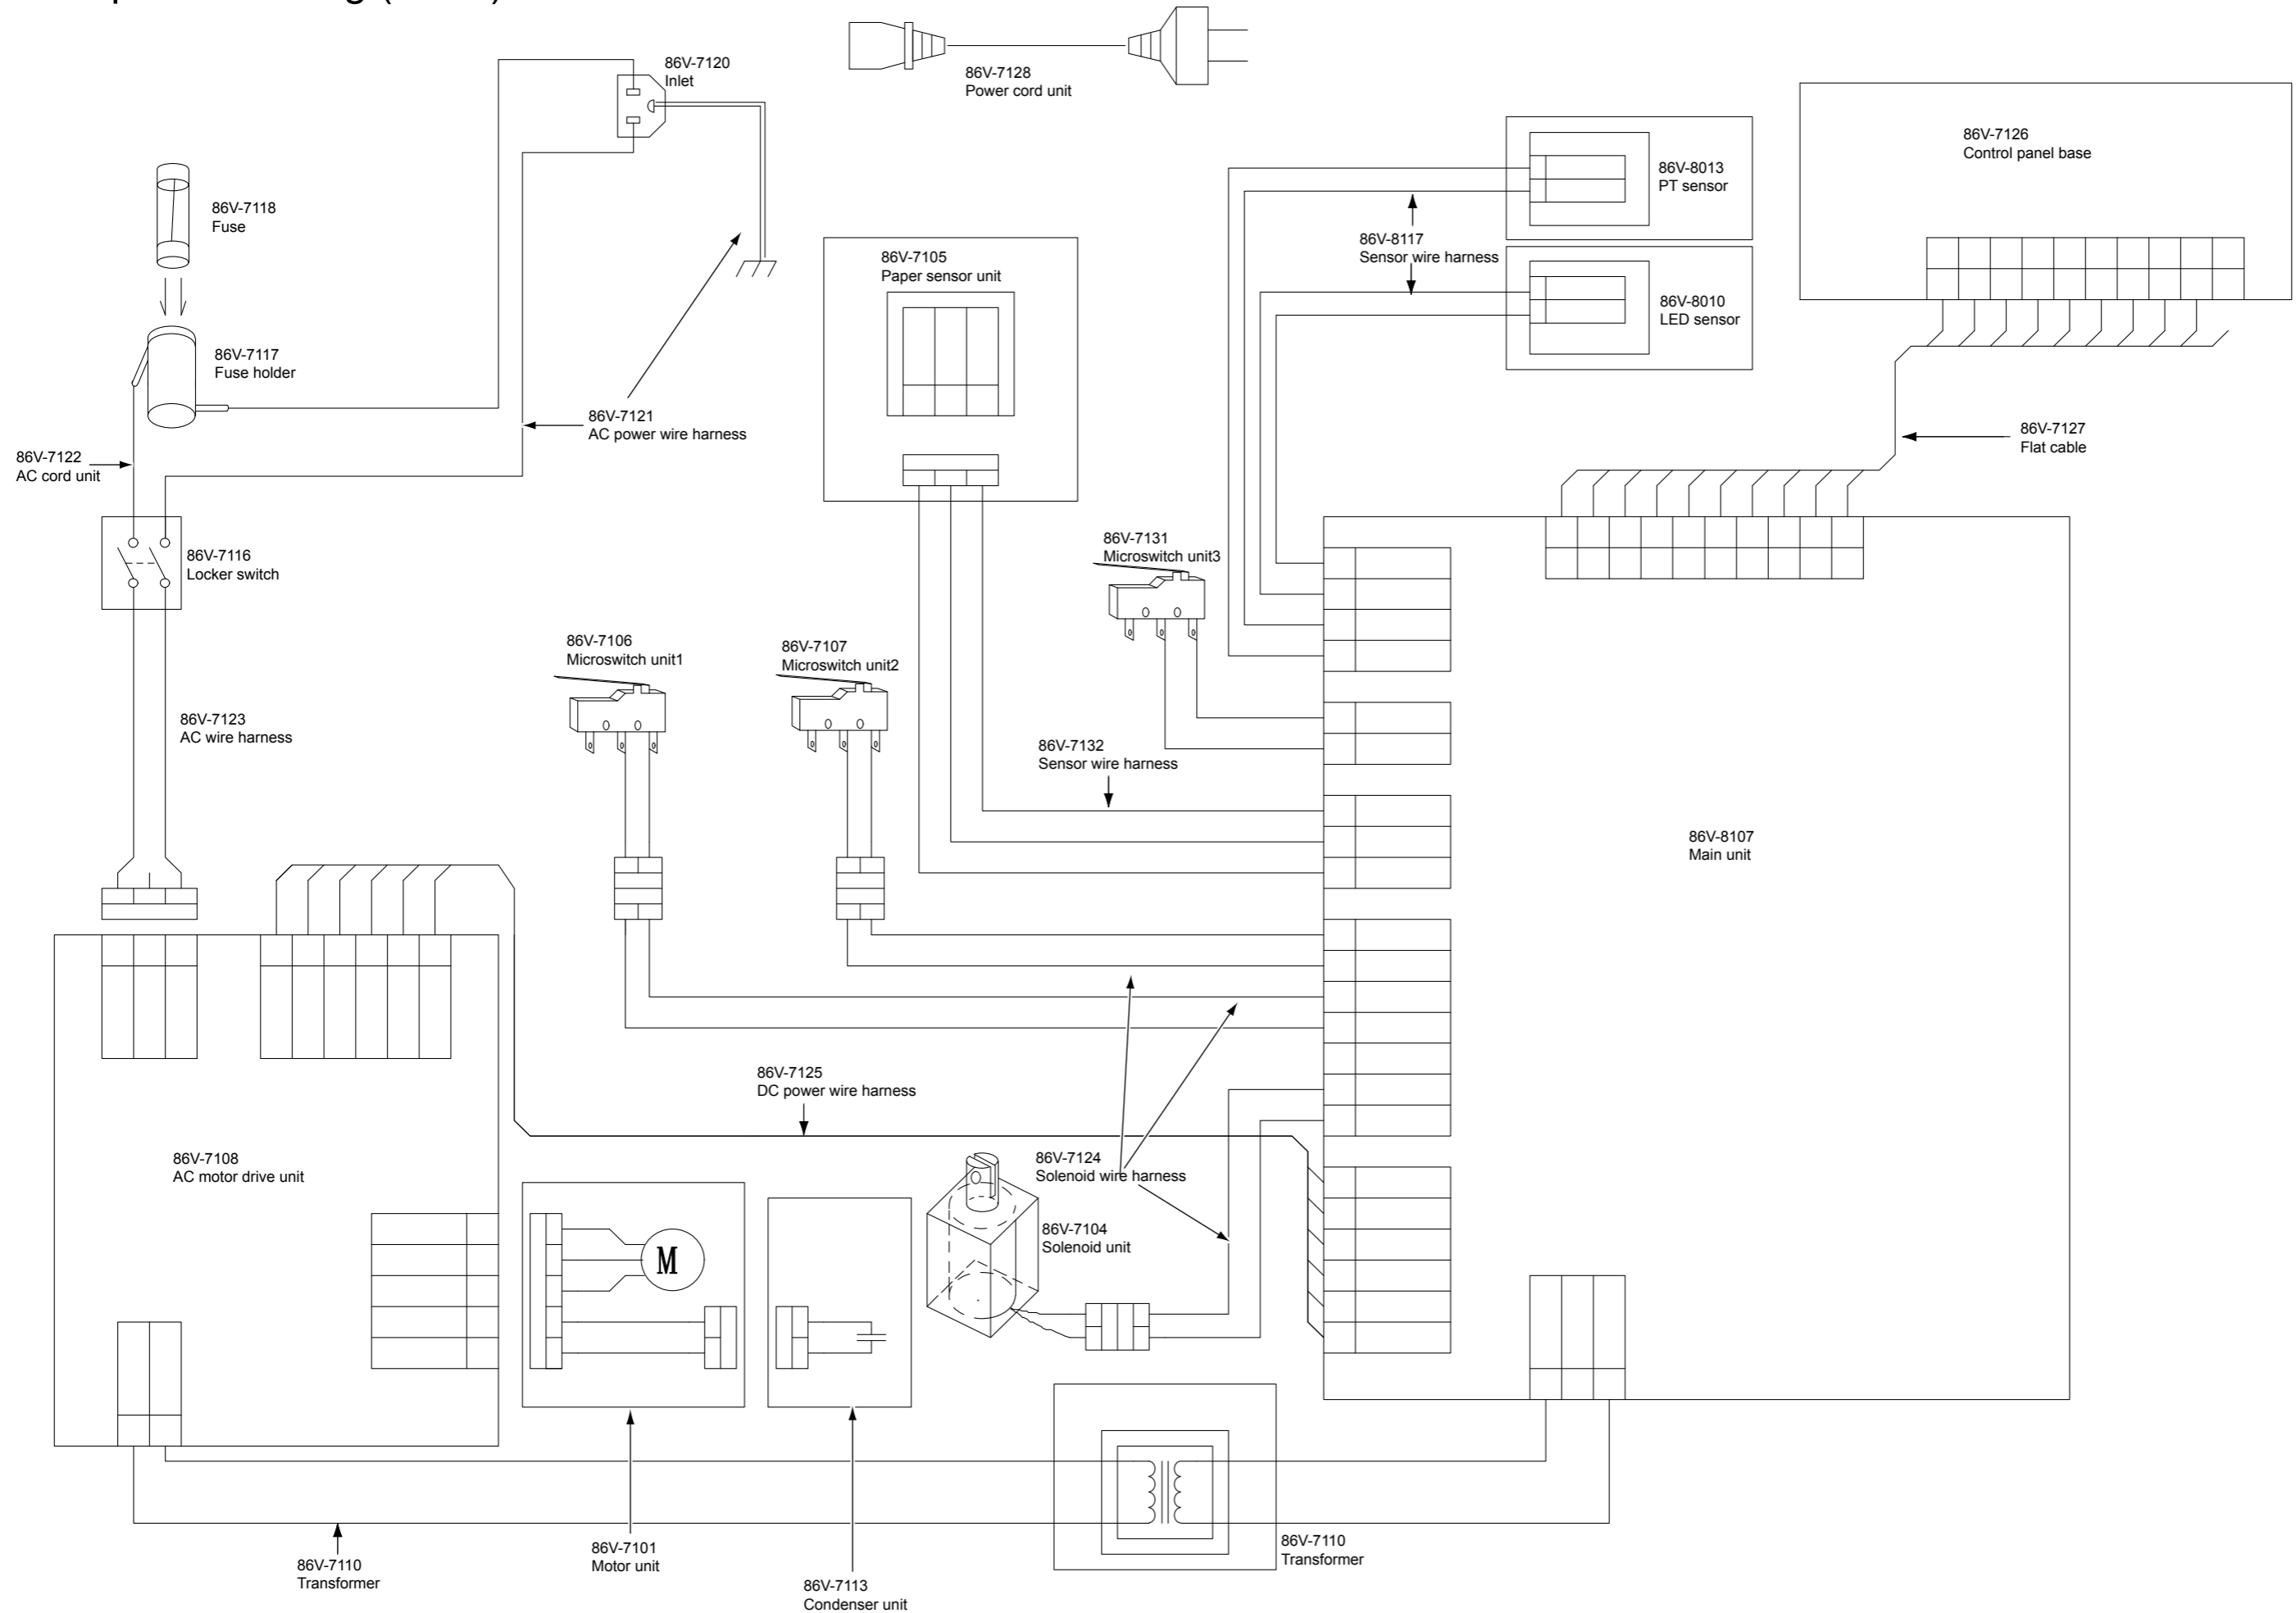 86V-7120
Inlet
86V-7128
Power cord unit
86V-7126
Control panel base
86V-8013
PT sensor
86V-7118
Fuse
86V-8117
Sensor wire harness
86V-7105
Paper sensor unit
86V-8010
LED sensor
86V-7117
Fuse holder
86V-7121
AC power wire harness
86V-7127
Flat cable
86V-7122
AC cord unit
86V-7131
Microswitch unit3
86V-7116
Locker switch
86V-7106
Microswitch unit1
86V-7107
Microswitch unit2
86V-7123
AC wire harness
86V-7132
Sensor wire harness
86V-8107
Main unit
86V-7125
DC power wire harness
86V-7108
AC motor drive unit
86V-7124
Solenoid wire harness
86V-7104
Solenoid unit
M
86V-7110
Transformer
86V-7101
Motor unit
86V-7110
Transformer
86V-7113
Condenser unit